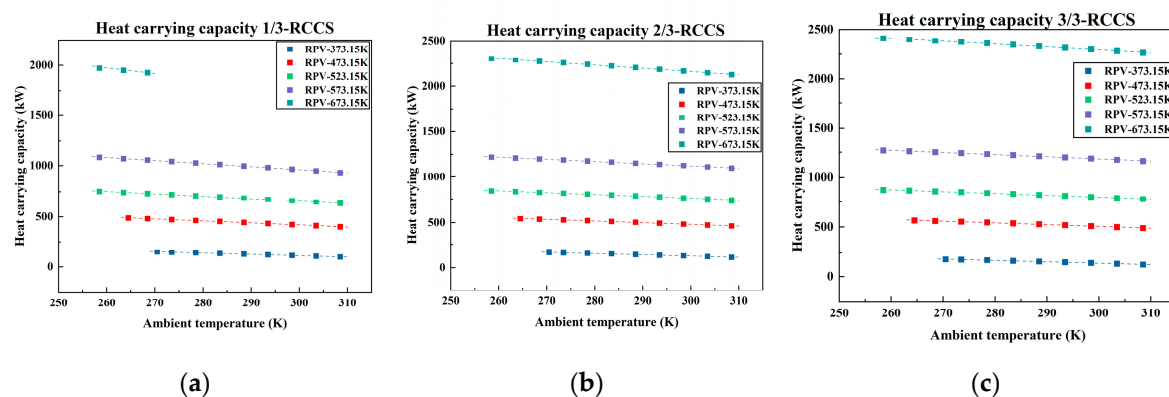 Heat carrying capacity 1/3-RCCS
Heat carrying capacity (kW)
2000
1500
1000
500
0
RPV-373.15K
RPV-473.15K
RPV-523.15K
RPV-573.15K
RPV-673.15K
250 260 270 280 290 300 310
Ambient temperature (K)
(a)
Heat carrying capacity 2/3-RCCS
Heat carrying capacity (kW)
2500
2000
1500
1000
500
0
RPV-373.15K
RPV-473.15K
RPV-523.15K
RPV-573.15K
RPV-673.15K
250 260 270 280 290 300 310
Ambient temperature (K)
(b)
Heat carrying capacity 3/3-RCCS
Heat carrying capacity (kW)
2500
2000
1500
1000
500
0
RPV-373.15K
RPV-473.15K
RPV-523.15K
RPV-573.15K
RPV-673.15K
250 260 270 280 290 300 310
Ambient temperature (K)
(c)